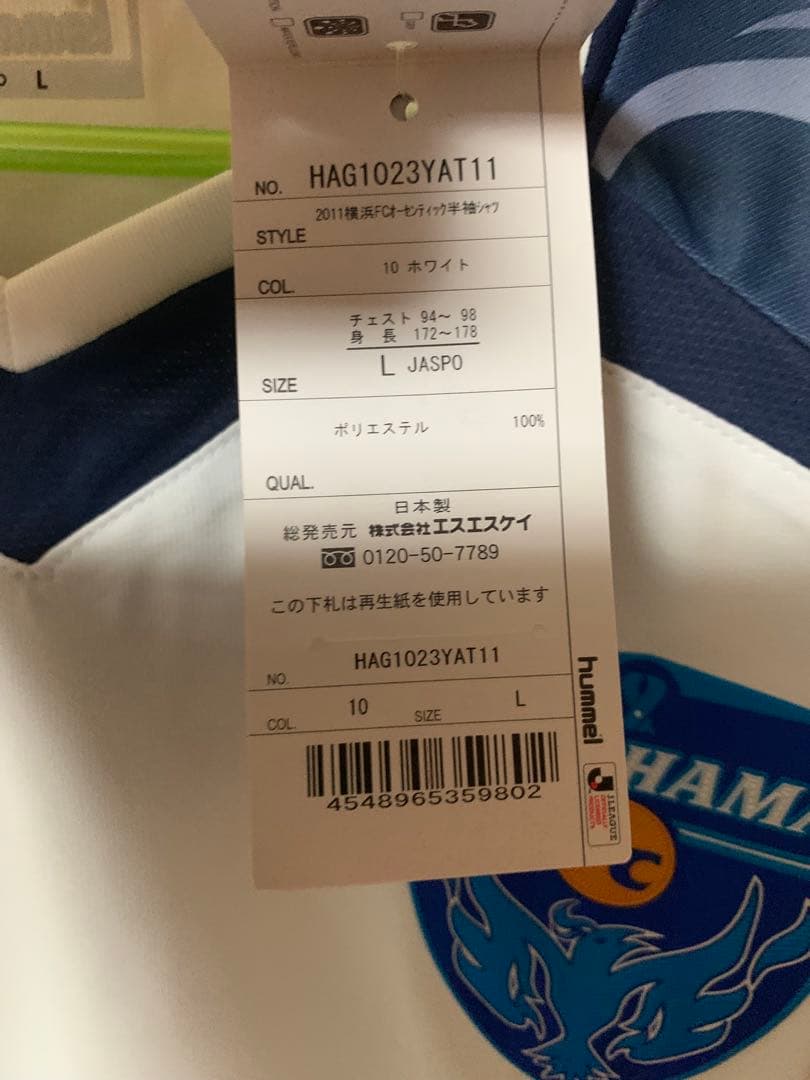 L
NO. HAG1023YAT11
2011横浜FCオーセンティック半袖シャツ
STYLE
10 ホワイト
COL.
チェスト 94～ 98
身 長 172～178
L JASPO
SIZE
ポリエステル 100%
QUAL.
日本製
総発売元 株式会社エスエスケイ
0120-50-7789
この下札は再生紙を使用しています
HAG1023YAT11
NO.
10 L
COL. SIZE
4548965359802
hummel
J.LEAGUE
OFFICIALLY
LICENSED
PRODUCTS
HAMA